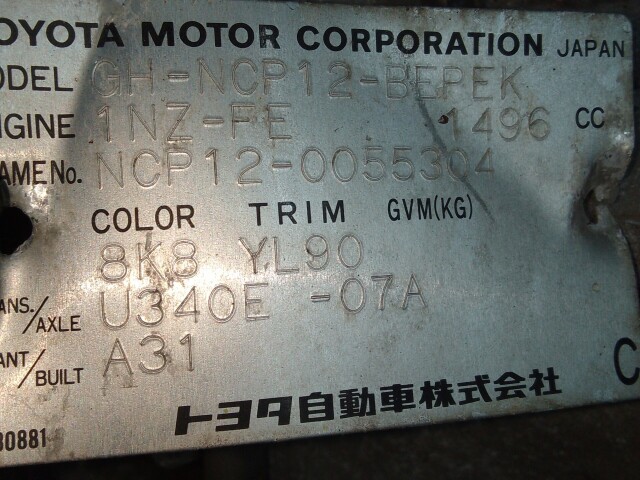 OYOTA MOTOR CORPORATION JAPAN
ODEL GH-NCP12-BEPEK
NGINE 1NZ-FE 1496 CC
AME No. NCP12-0055304
COLOR TRIM GVM(KG)
8K8 YL90
ANS./AXLE U340E -07A
ANT/BUILT A31
トヨタ自動車株式会社 C
80881